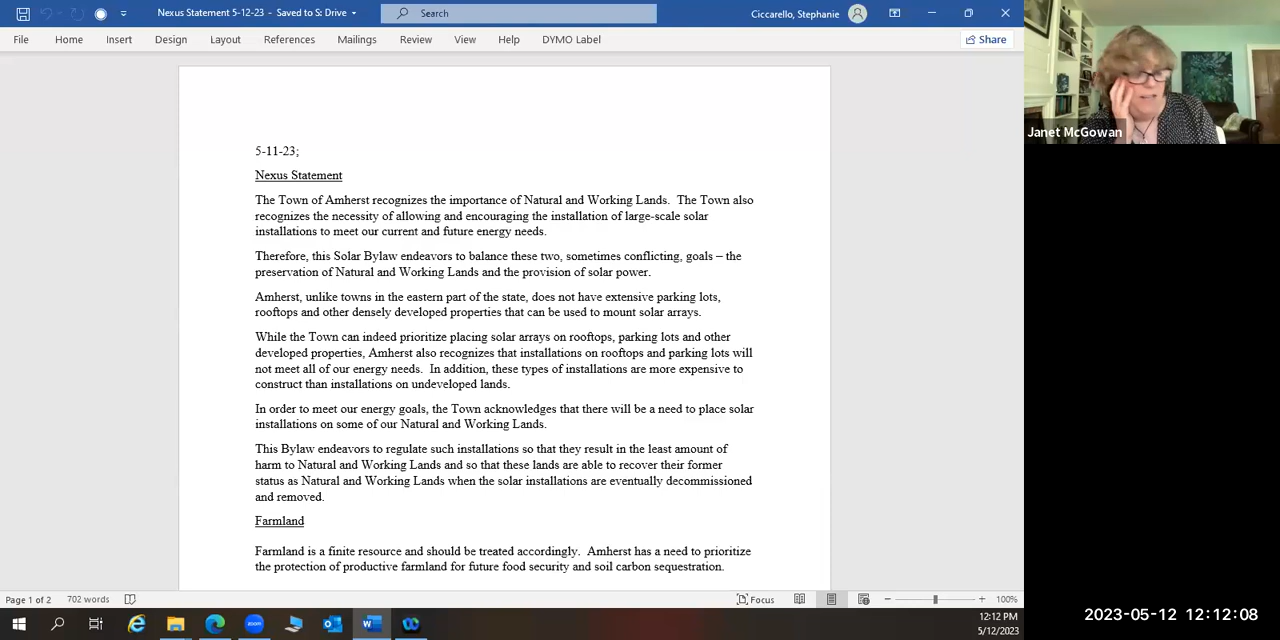 Nexus Statement 5-12-23 - Saved to S: Drive
Search
Ciccarello, Stephanie
File Home Insert Design Layout References Mailings Review View Help DYMO Label
Share
5-11-23;
Nexus Statement
The Town of Amherst recognizes the importance of Natural and Working Lands. The Town also
recognizes the necessity of allowing and encouraging the installation of large-scale solar
installations to meet our current and future energy needs.
Therefore, this Solar Bylaw endeavors to balance these two, sometimes conflicting, goals – the
preservation of Natural and Working Lands and the provision of solar power.
Amherst, unlike towns in the eastern part of the state, does not have extensive parking lots,
rooftops and other densely developed properties that can be used to mount solar arrays.
While the Town can indeed prioritize placing solar arrays on rooftops, parking lots and other
developed properties, Amherst also recognizes that installations on rooftops and parking lots will
not meet all of our energy needs. In addition, these types of installations are more expensive to
construct than installations on undeveloped lands.
In order to meet our energy goals, the Town acknowledges that there will be a need to place solar
installations on some of our Natural and Working Lands.
This Bylaw endeavors to regulate such installations so that they result in the least amount of
harm to Natural and Working Lands and so that these lands are able to recover their former
status as Natural and Working Lands when the solar installations are eventually decommissioned
and removed.
Farmland
Farmland is a finite resource and should be treated accordingly. Amherst has a need to prioritize
the protection of productive farmland for future food security and soil carbon sequestration.
Page 1 of 2 702 words
Focus
100%
zoom
12:12 PM
5/12/2023
Janet McGowan
2023-05-12 12:12:08